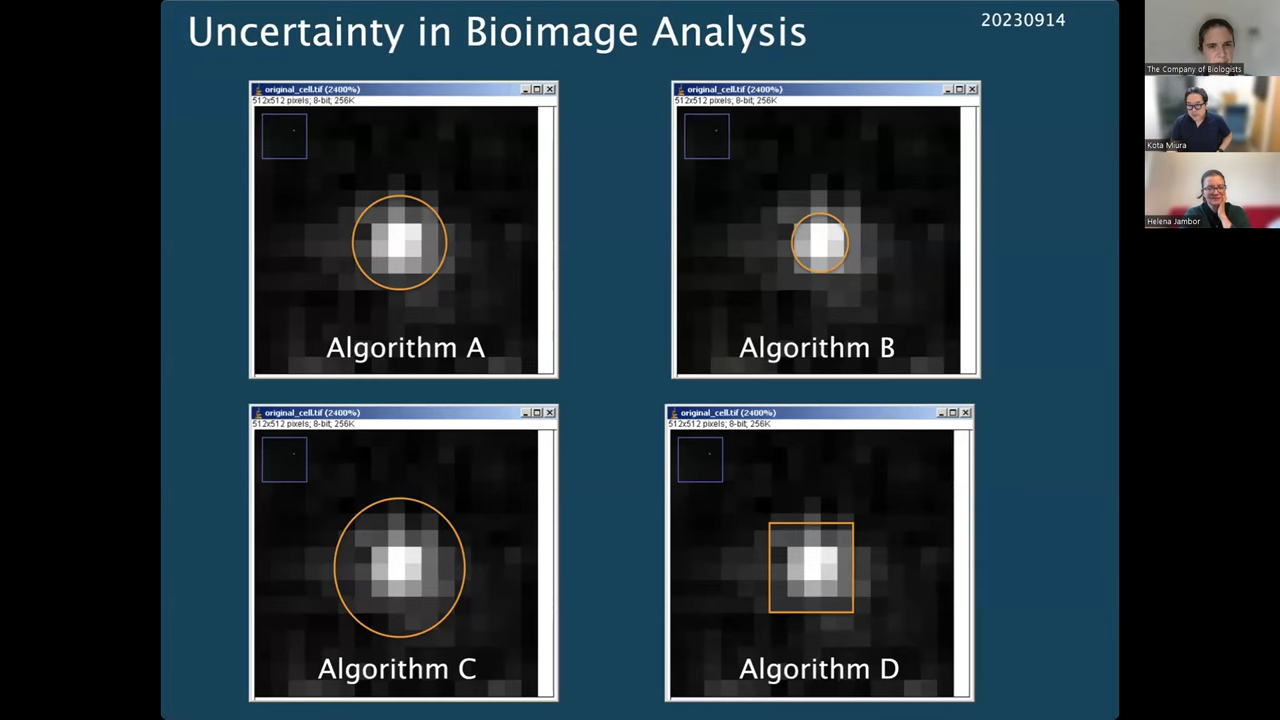 Uncertainty in Bioimage Analysis
20230914
original_cell.tif (2400%)
512x512 pixels; 8-bit; 256K
Algorithm A
original_cell.tif (2400%)
512x512 pixels; 8-bit; 256K
Algorithm B
original_cell.tif (2400%)
512x512 pixels; 8-bit; 256K
Algorithm C
original_cell.tif (2400%)
512x512 pixels; 8-bit; 256K
Algorithm D
The Company of Biologists
Kota Miura
Helena Jambor